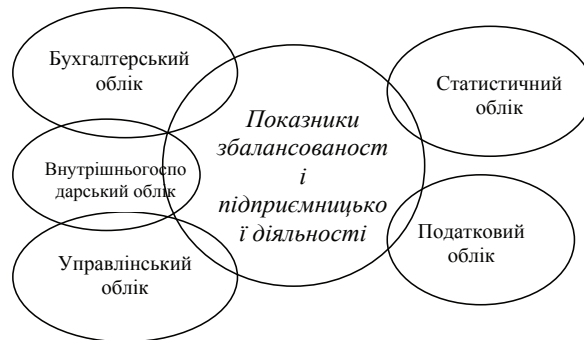 Бухгалтерський
облік
Внутрішньогоспо
дарський облік
Управлінський
облік
Показники
збалансованост
і
підприємницько
ї діяльності
Статистичний
облік
Податковий
облік